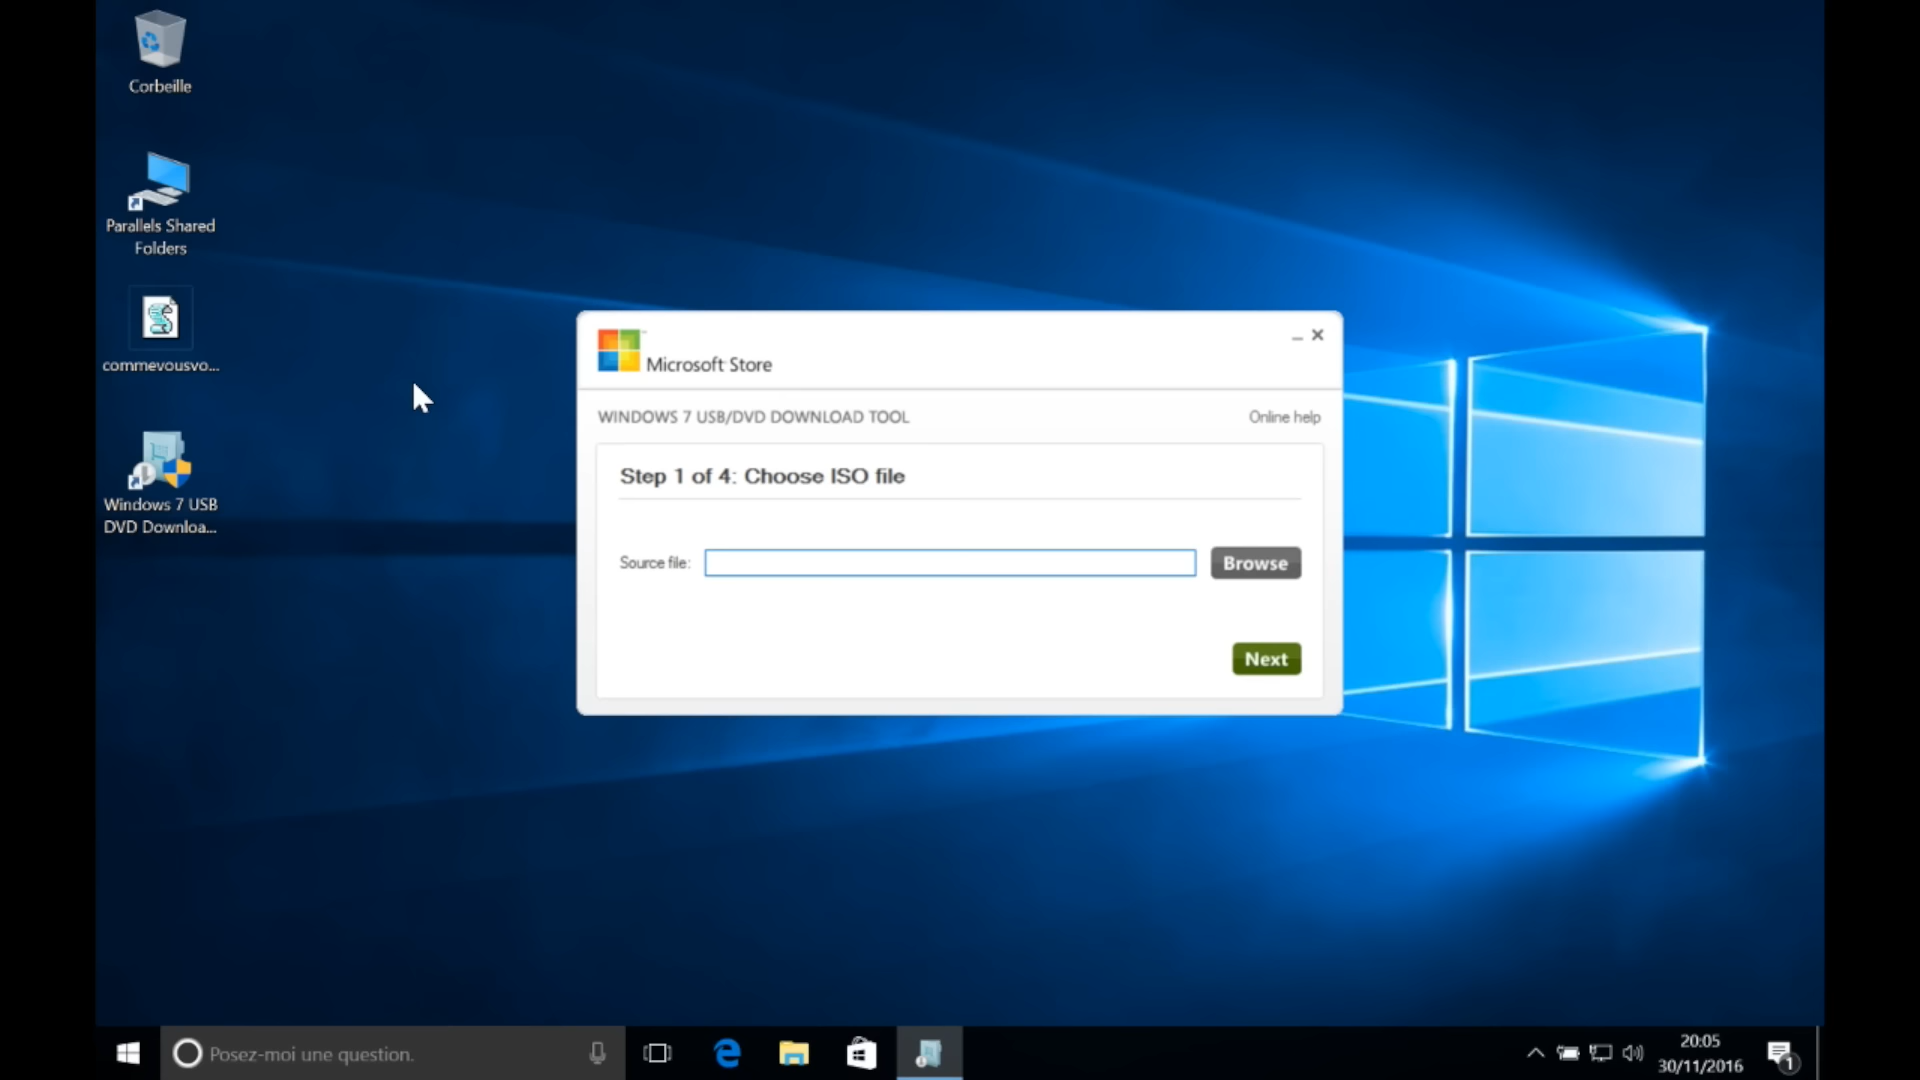 Corbeille
Parallels Shared
Folders
commevousvo...
Windows 7 USB
DVD Downloa...
Microsoft Store
WINDOWS 7 USB/DVD DOWNLOAD TOOL
Online help
Step 1 of 4: Choose ISO file
Source file:
Browse
Next
Posez-moi une question.
20:05
30/11/2016
1